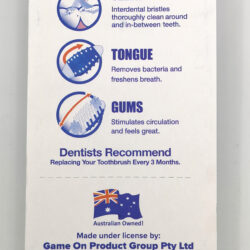 Interdental bristles
thoroughly clean around
and in-between teeth.
TONGUE
Removes bacteria and
freshens breath.
GUMS
Stimulates circulation
and feels great.
Dentists Recommend
Replacing Your Toothbrush Every 3 Months.
Australian Owned!
Made under license by:
Game On Product Group Pty Ltd